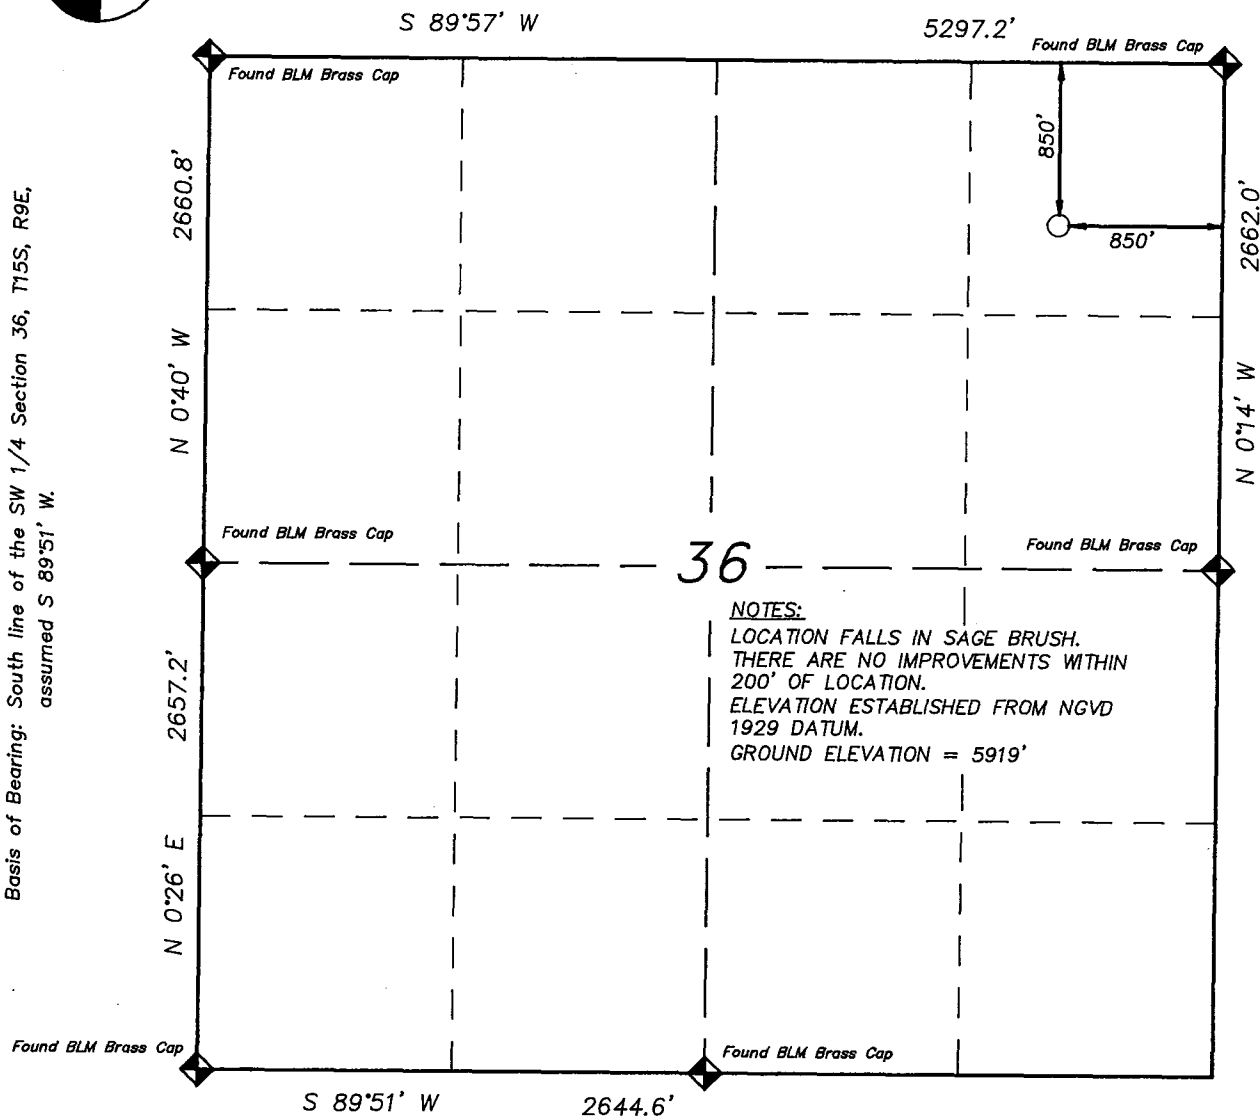 S 89°57' W
5297.2'
Found BLM Brass Cap
Found BLM Brass Cap
850'
850'
2660.8'
2662.0'
N 0°40' W
N 0°14' W
Basis of Bearing: South line of the SW 1/4 Section 36, T15S, R9E,
assumed S 89°51' W.
Found BLM Brass Cap
36
Found BLM Brass Cap
NOTES:
LOCATION FALLS IN SAGE BRUSH.
THERE ARE NO IMPROVEMENTS WITHIN
200' OF LOCATION.
ELEVATION ESTABLISHED FROM NGVD
1929 DATUM.
GROUND ELEVATION = 5919'
2657.2'
N 0°26' E
Found BLM Brass Cap
Found BLM Brass Cap
S 89°51' W
2644.6'